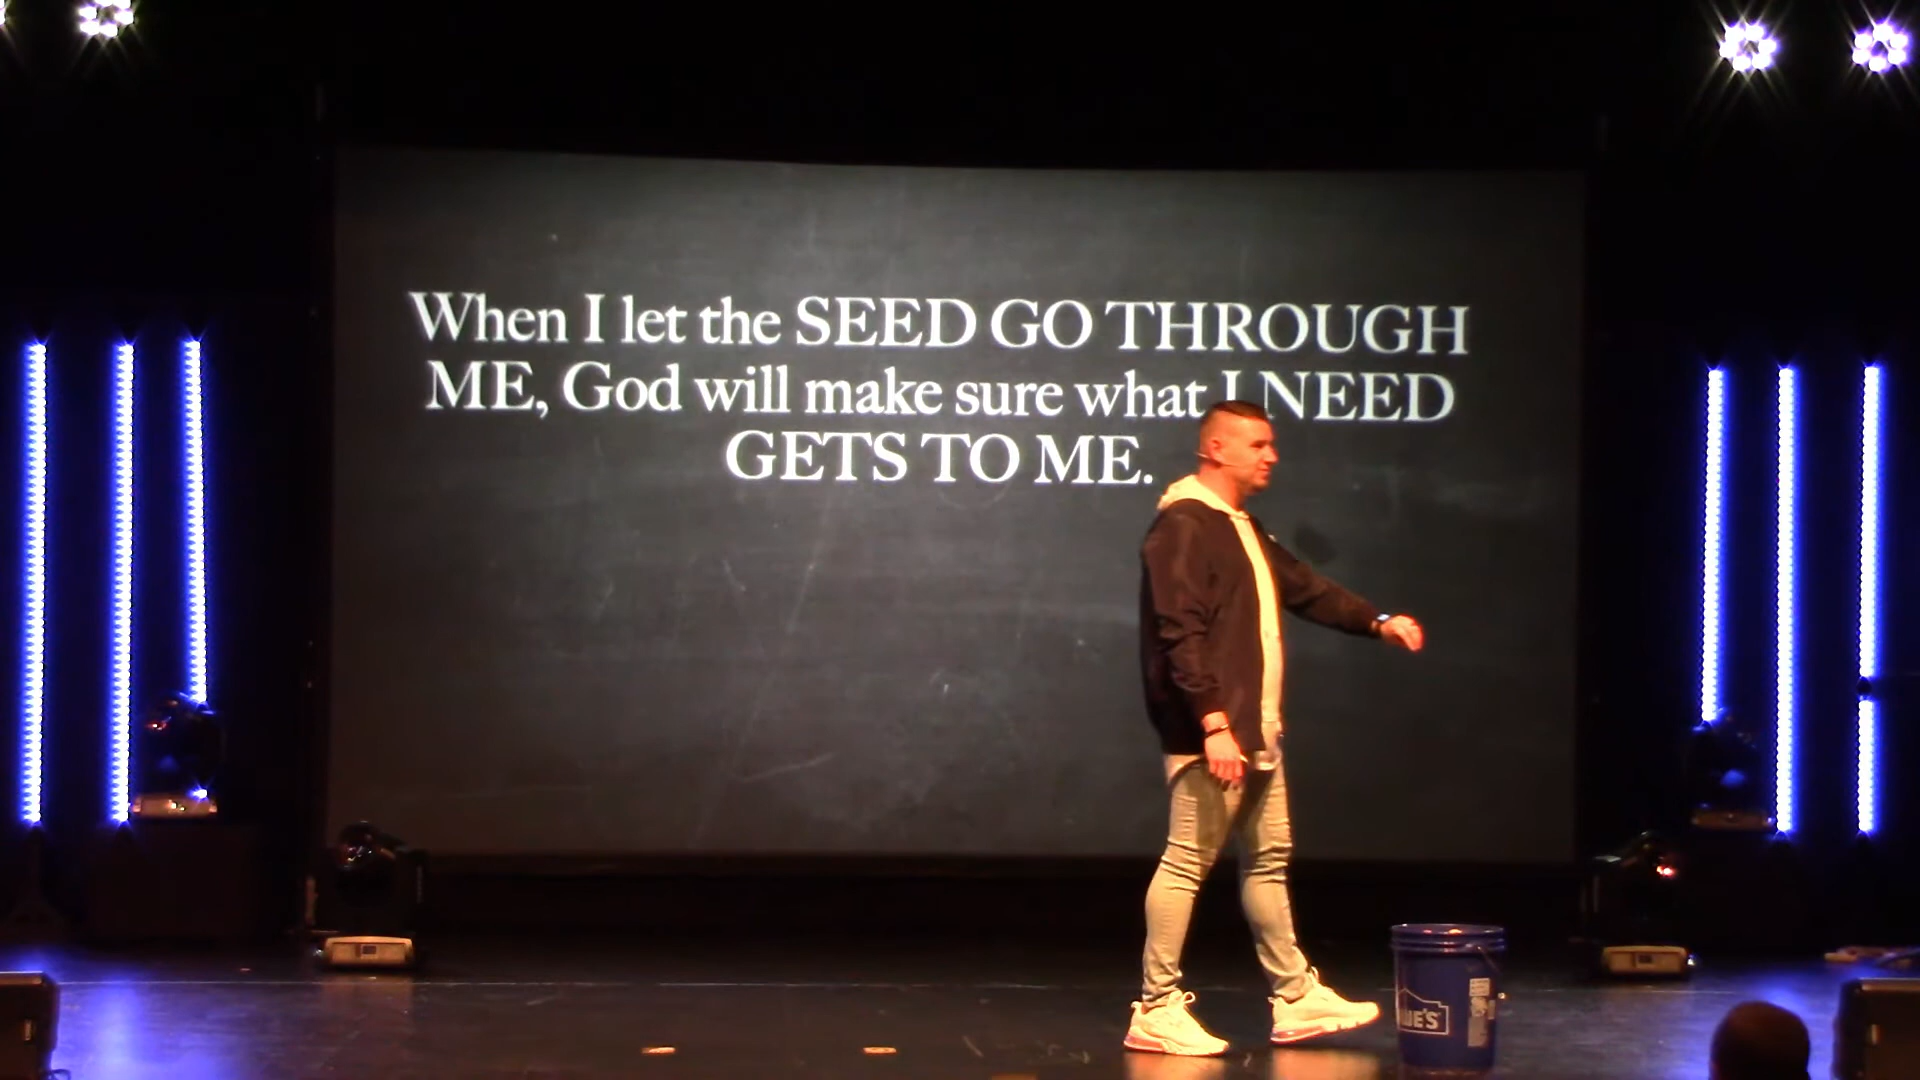 When I let the SEED GO THROUGH
ME, God will make sure what I NEED
GETS TO ME.